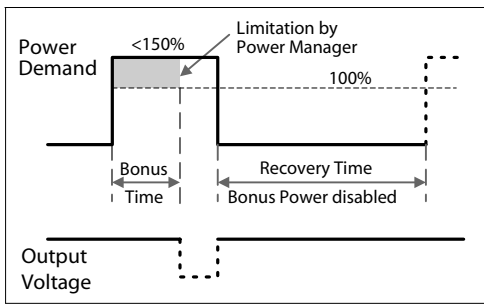 Power
Demand
<150%
Limitation by
Power Manager
100%
Bonus
Time
Recovery Time
Bonus Power disabled
Output
Voltage